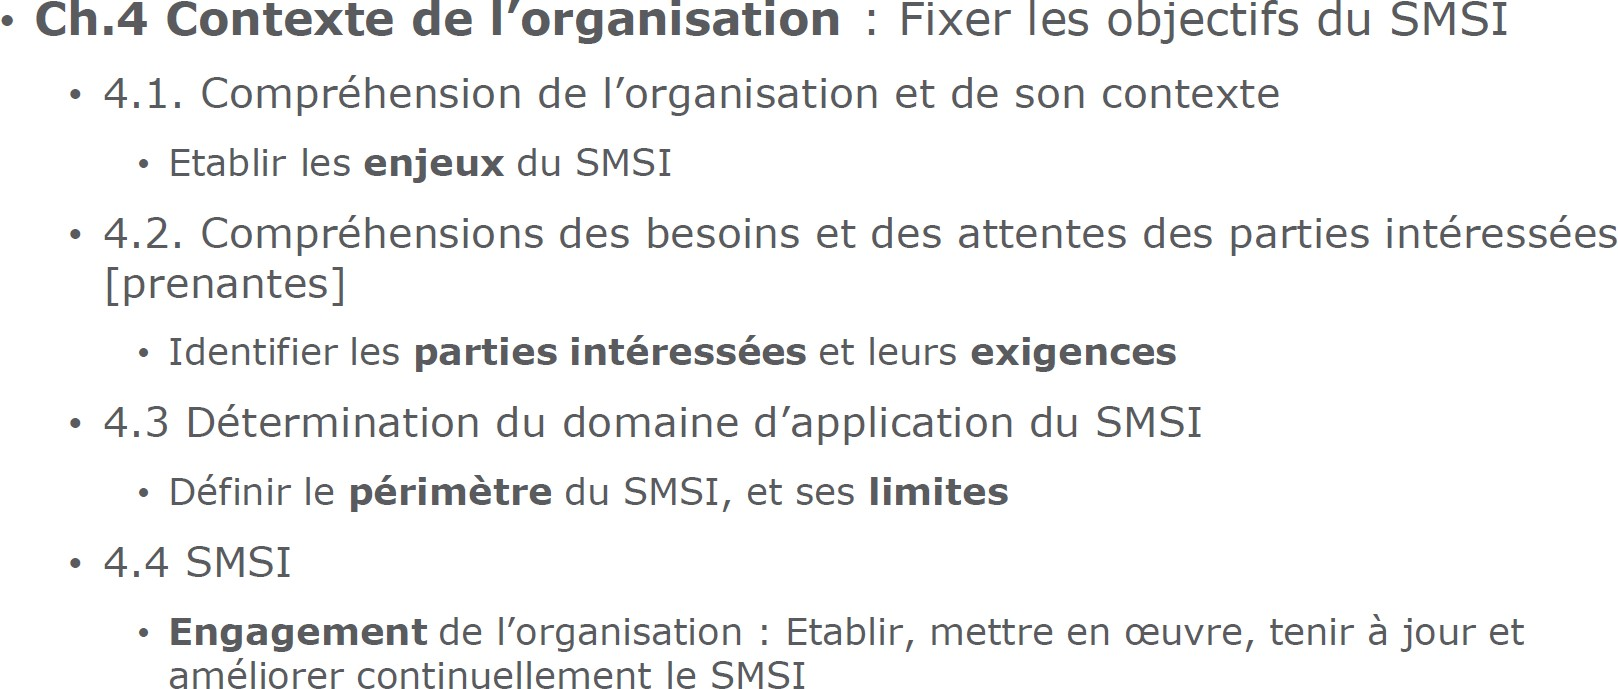 • Ch.4 Contexte de l’organisation : Fixer les objectifs du SMSI
• 4.1. Compréhension de l’organisation et de son contexte
• Etablir les enjeux du SMSI
• 4.2. Compréhensions des besoins et des attentes des parties intéressées
[prenantes]
• Identifier les parties intéressées et leurs exigences
• 4.3 Détermination du domaine d’application du SMSI
• Définir le périmètre du SMSI, et ses limites
• 4.4 SMSI
• Engagement de l’organisation : Etablir, mettre en œuvre, tenir à jour et
améliorer continuellement le SMSI